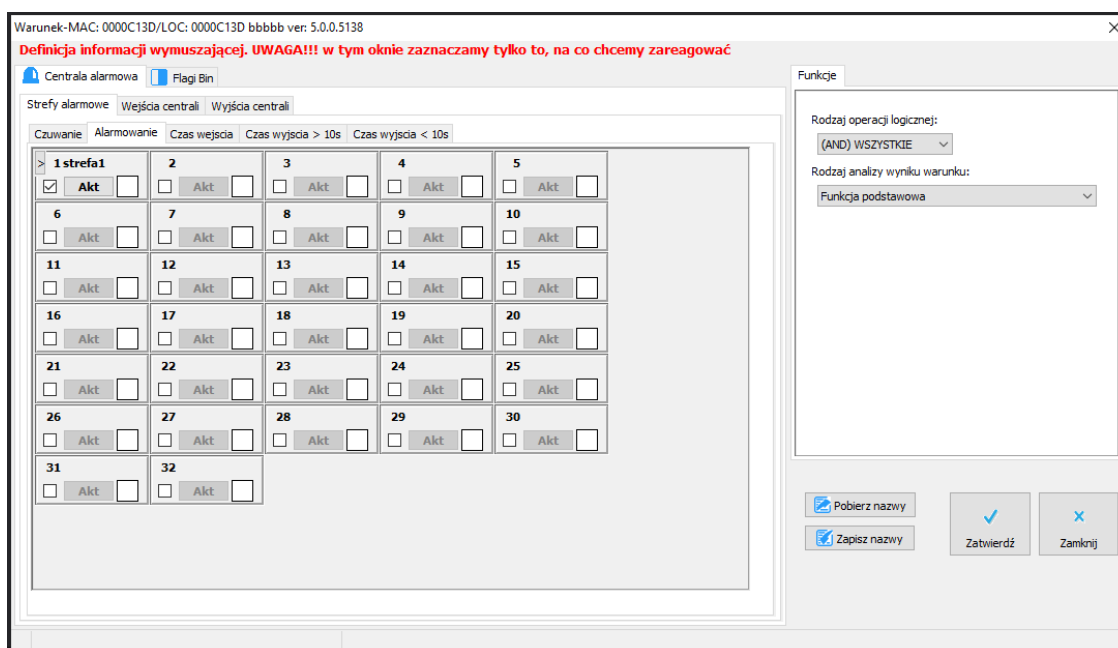 Warunek-MAC: 0000C13D/LOC: 0000C13D bbbbb ver: 5.0.0.5138
Definicja informacji wymuszającej. UWAGA!!! w tym oknie zaznaczamy tylko to, na co chcemy zareagować
Centrala alarmowa Flagi Bin
Strefy alarmowe Wejścia centrali Wyjścia centrali
Czuwanie Alarmowanie Czas wejscia Czas wyjscia > 10s Czas wyjscia < 10s
> 1 strefa1 2 3 4 5
Akt Akt Akt Akt Akt
6 7 8 9 10
Akt Akt Akt Akt Akt
11 12 13 14 15
Akt Akt Akt Akt Akt
16 17 18 19 20
Akt Akt Akt Akt Akt
21 22 23 24 25
Akt Akt Akt Akt Akt
26 27 28 29 30
Akt Akt Akt Akt Akt
31 32
Akt Akt
Funkcje
Rodzaj operacji logicznej:
(AND) WSZYSTKIE
Rodzaj analizy wyniku warunku:
Funkcja podstawowa
Pobierz nazwy
Zapisz nazwy
Zatwierdź
Zamknij